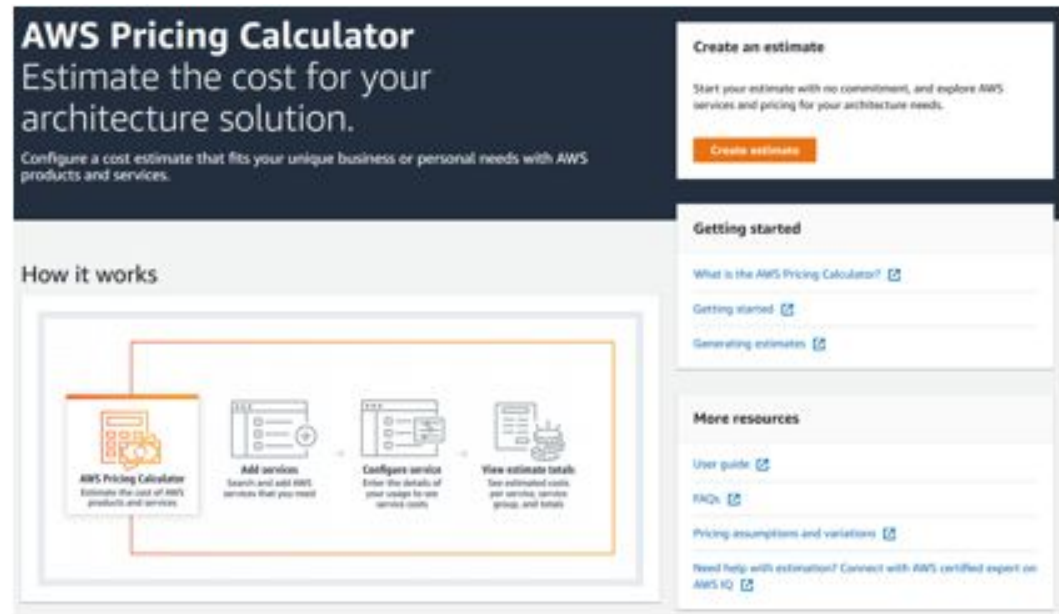 AWS Pricing Calculator
Estimate the cost for your
architecture solution.
Configure a cost estimate that fits your unique business or personal needs with AWS
products and services.
Create an estimate
Start your estimate with no commitment, and explore AWS
services and pricing for your architecture needs.
Create estimate
Getting started
What is the AWS Pricing Calculator?
Getting started
Generating estimates
How it works
AWS Pricing Calculator
Estimate the cost of AWS
products and services
Add services
Search and add AWS
services that you need
Configure service
Enter the details of
your usage to see
service costs
View estimate totals
See estimated costs
per service, service
group, and totals
More resources
User guide
FAQs
Pricing assumptions and variations
Need help with estimation? Connect with AWS certified expert on
AWS IQ